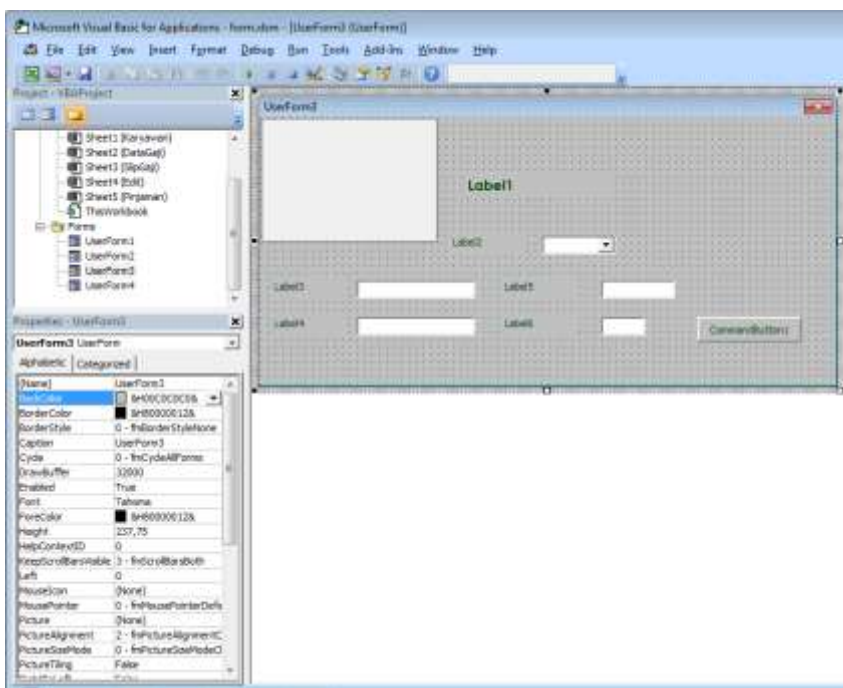 Microsoft Visual Basic for Applications - form.xlsm - [UserForm3 (UserForm)]
File Edit View Insert Format Debug Run Tools Add-Ins Window Help
Project - VBAProject
Sheet1 (Karyawan)
Sheet2 (DataGaji)
Sheet3 (SlipGaji)
Sheet4 (Edit)
Sheet5 (Pinjaman)
ThisWorkbook
Forms
UserForm1
UserForm2
UserForm3
UserForm4
UserForm3
Label1
Label2
Label3
Label5
Label4
Label6
CommandButton1
Properties - UserForm3
UserForm3 UserForm
Alphabetic Categorized
(Name) UserForm3
BackColor &H00C0C0C0&
BorderColor &H80000012&
BorderStyle 0 - fmBorderStyleNone
Caption UserForm3
Cycle 0 - fmCycleAllForms
DrawBuffer 32000
Enabled True
Font Tahoma
ForeColor &H80000012&
Height 237,75
HelpContextID 0
KeepScrollBarsVisible 3 - fmScrollBarsBoth
Left 0
MouseIcon (None)
MousePointer 0 - fmMousePointerDefa
Picture (None)
PictureAlignment 2 - fmPictureAlignmentC
PictureSizeMode 0 - fmPictureSizeModeC
PictureTiling False